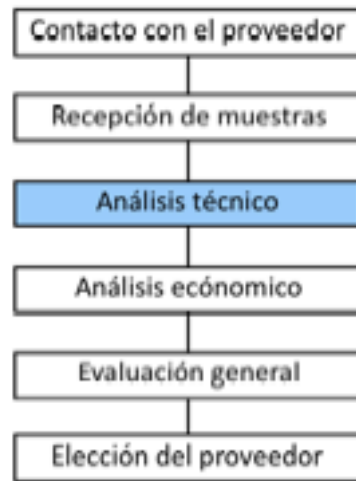 Contacto con el proveedor
Recepción de muestras
Análisis técnico
Análisis ecónomico
Evaluación general
Elección del proveedor